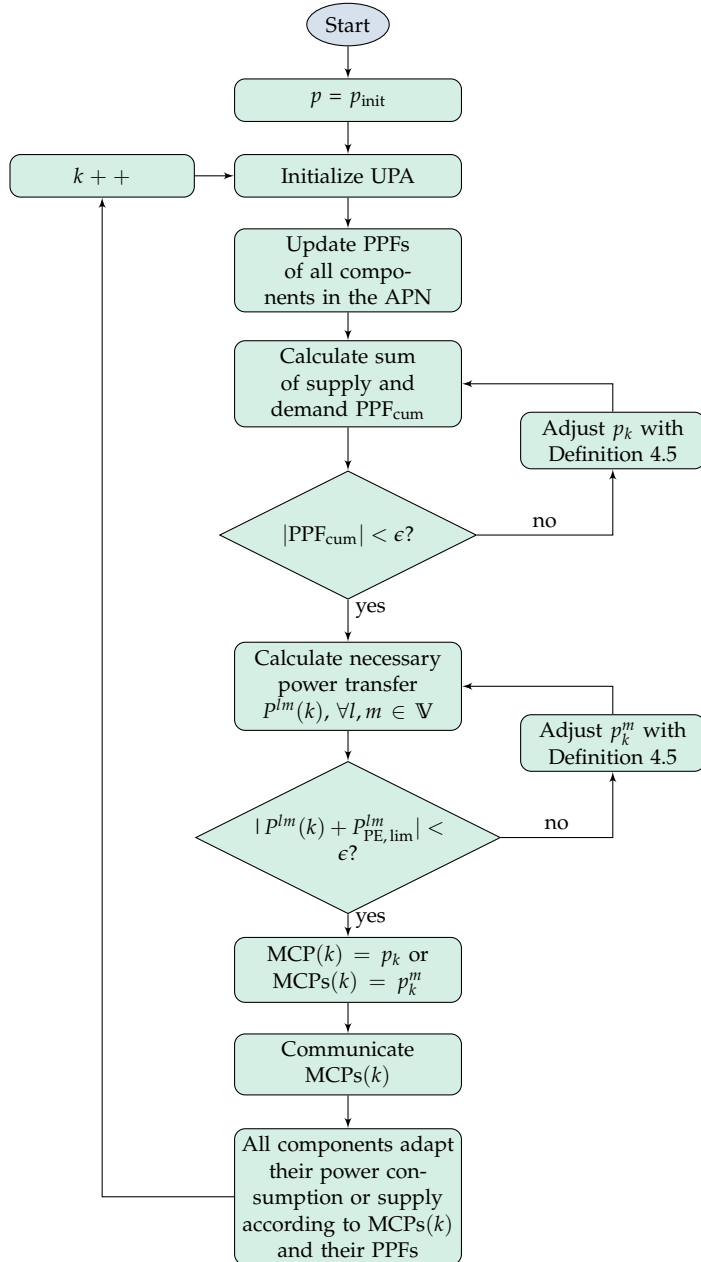 Start
p = p_init
k + +
Initialize UPA
Update PPFs
of all compo-
nents in the APN
Calculate sum
of supply and
demand PPF_cum
Adjust p_k with
Definition 4.5
|PPF_cum| < ϵ?
no
yes
Calculate necessary
power transfer
P^{lm}(k), ∀l, m ∈ 𝕍
Adjust p_k^m with
Definition 4.5
|P^{lm}(k) + P_{PE,lim}^{lm}| <
ϵ?
no
yes
MCP(k) = p_k or
MCPs(k) = p_k^m
Communicate
MCPs(k)
All components adapt
their power con-
sumption or supply
according to MCPs(k)
and their PPFs